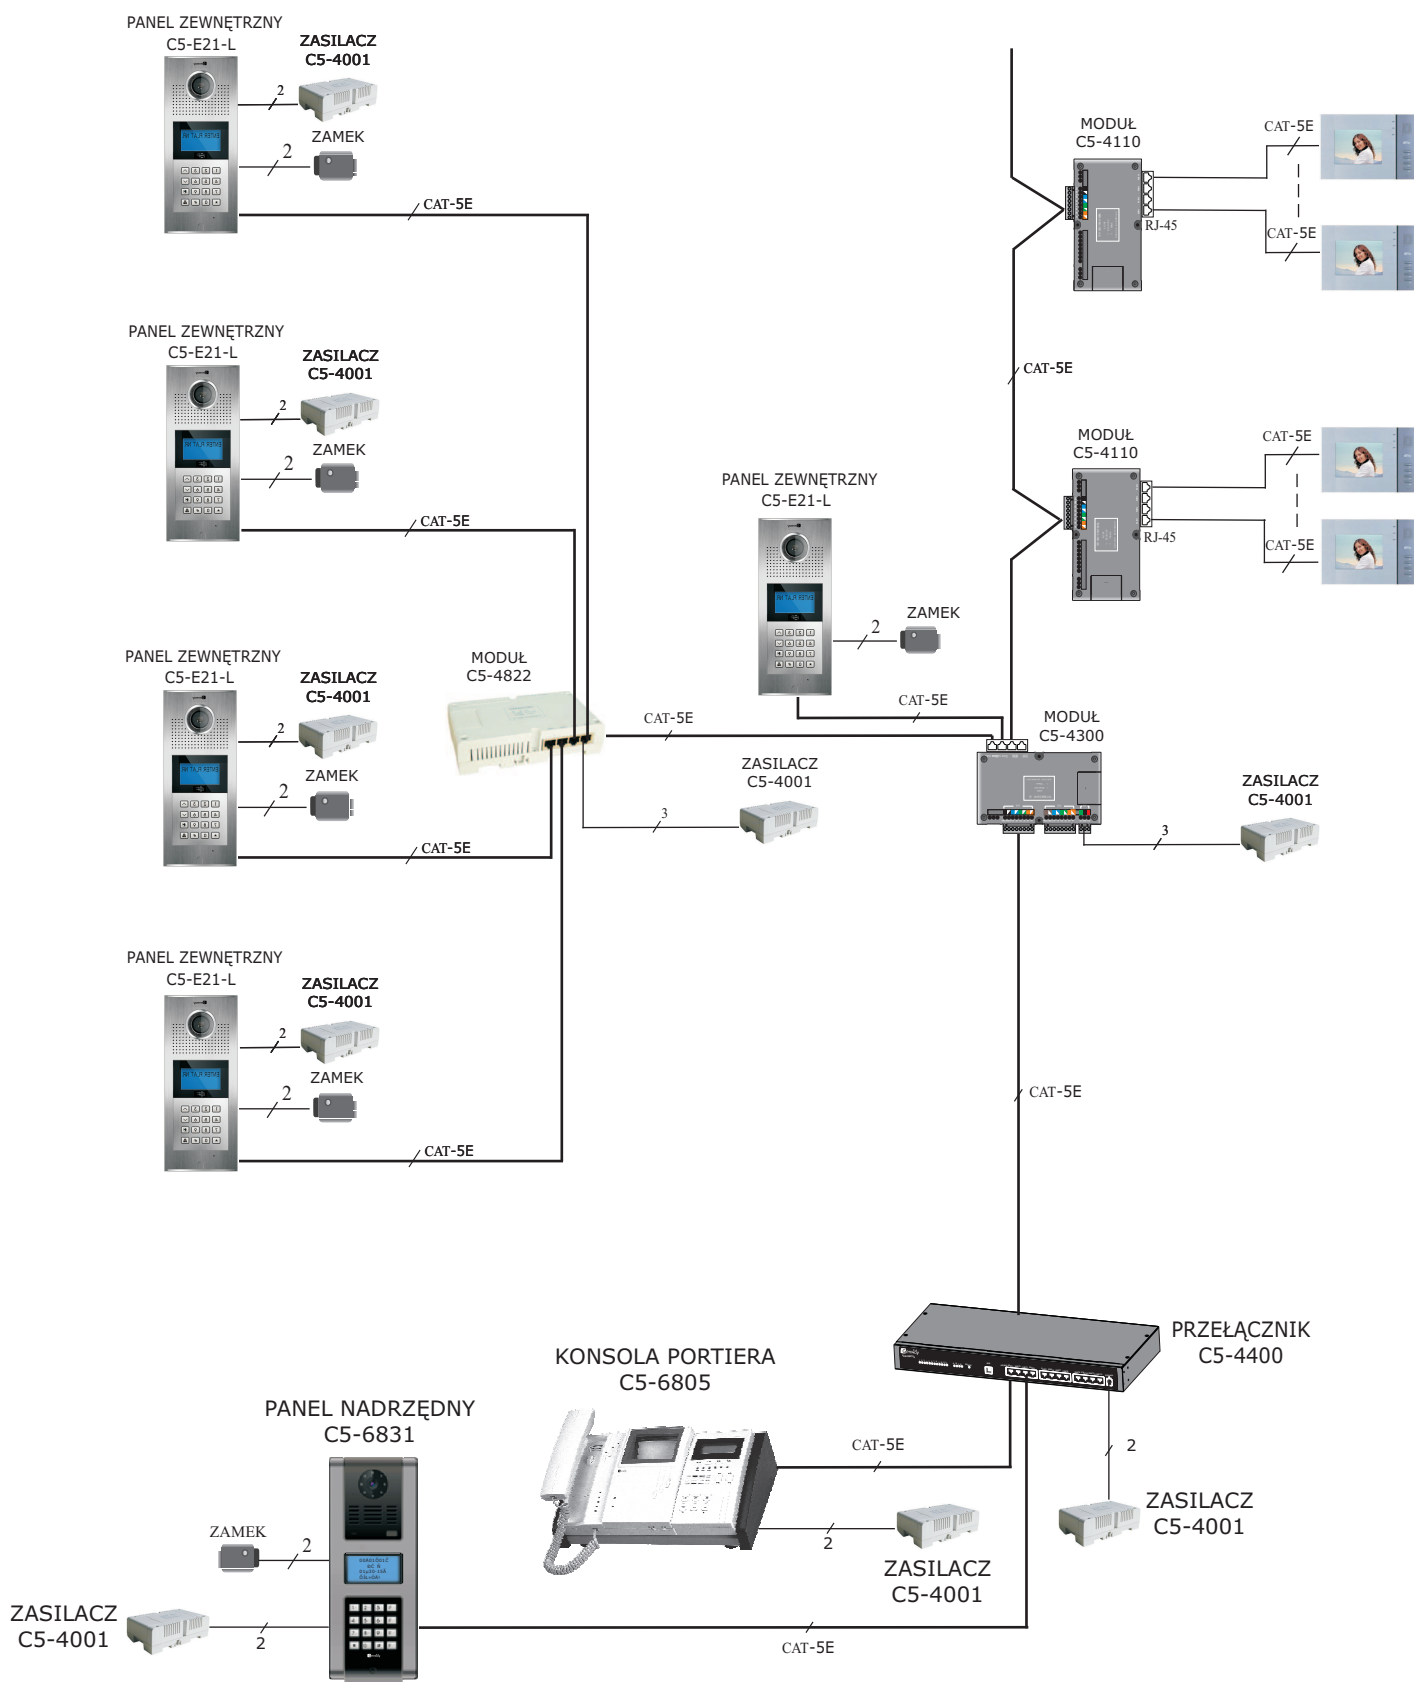 PANEL ZEWNĘTRZNY
C5-E21-L
ZASILACZ
C5-4001
2
ZAMEK
2
CAT-5E
MODUŁ
C5-4110
CAT-5E
RJ-45
CAT-5E
PANEL ZEWNĘTRZNY
C5-E21-L
ZASILACZ
C5-4001
2
ZAMEK
2
CAT-5E
CAT-5E
MODUŁ
C5-4110
CAT-5E
RJ-45
CAT-5E
PANEL ZEWNĘTRZNY
C5-E21-L
ZAMEK
2
CAT-5E
PANEL ZEWNĘTRZNY
C5-E21-L
ZASILACZ
C5-4001
2
ZAMEK
2
CAT-5E
MODUŁ
C5-4822
CAT-5E
ZASILACZ
C5-4001
3
MODUŁ
C5-4300
ZASILACZ
C5-4001
3
PANEL ZEWNĘTRZNY
C5-E21-L
ZASILACZ
C5-4001
2
ZAMEK
2
CAT-5E
CAT-5E
PRZEŁĄCZNIK
C5-4400
KONSOLA PORTIERA
C5-6805
CAT-5E
2
ZASILACZ
C5-4001
2
ZASILACZ
C5-4001
PANEL NADRZĘDNY
C5-6831
ZAMEK
2
ZASILACZ
C5-4001
2
CAT-5E